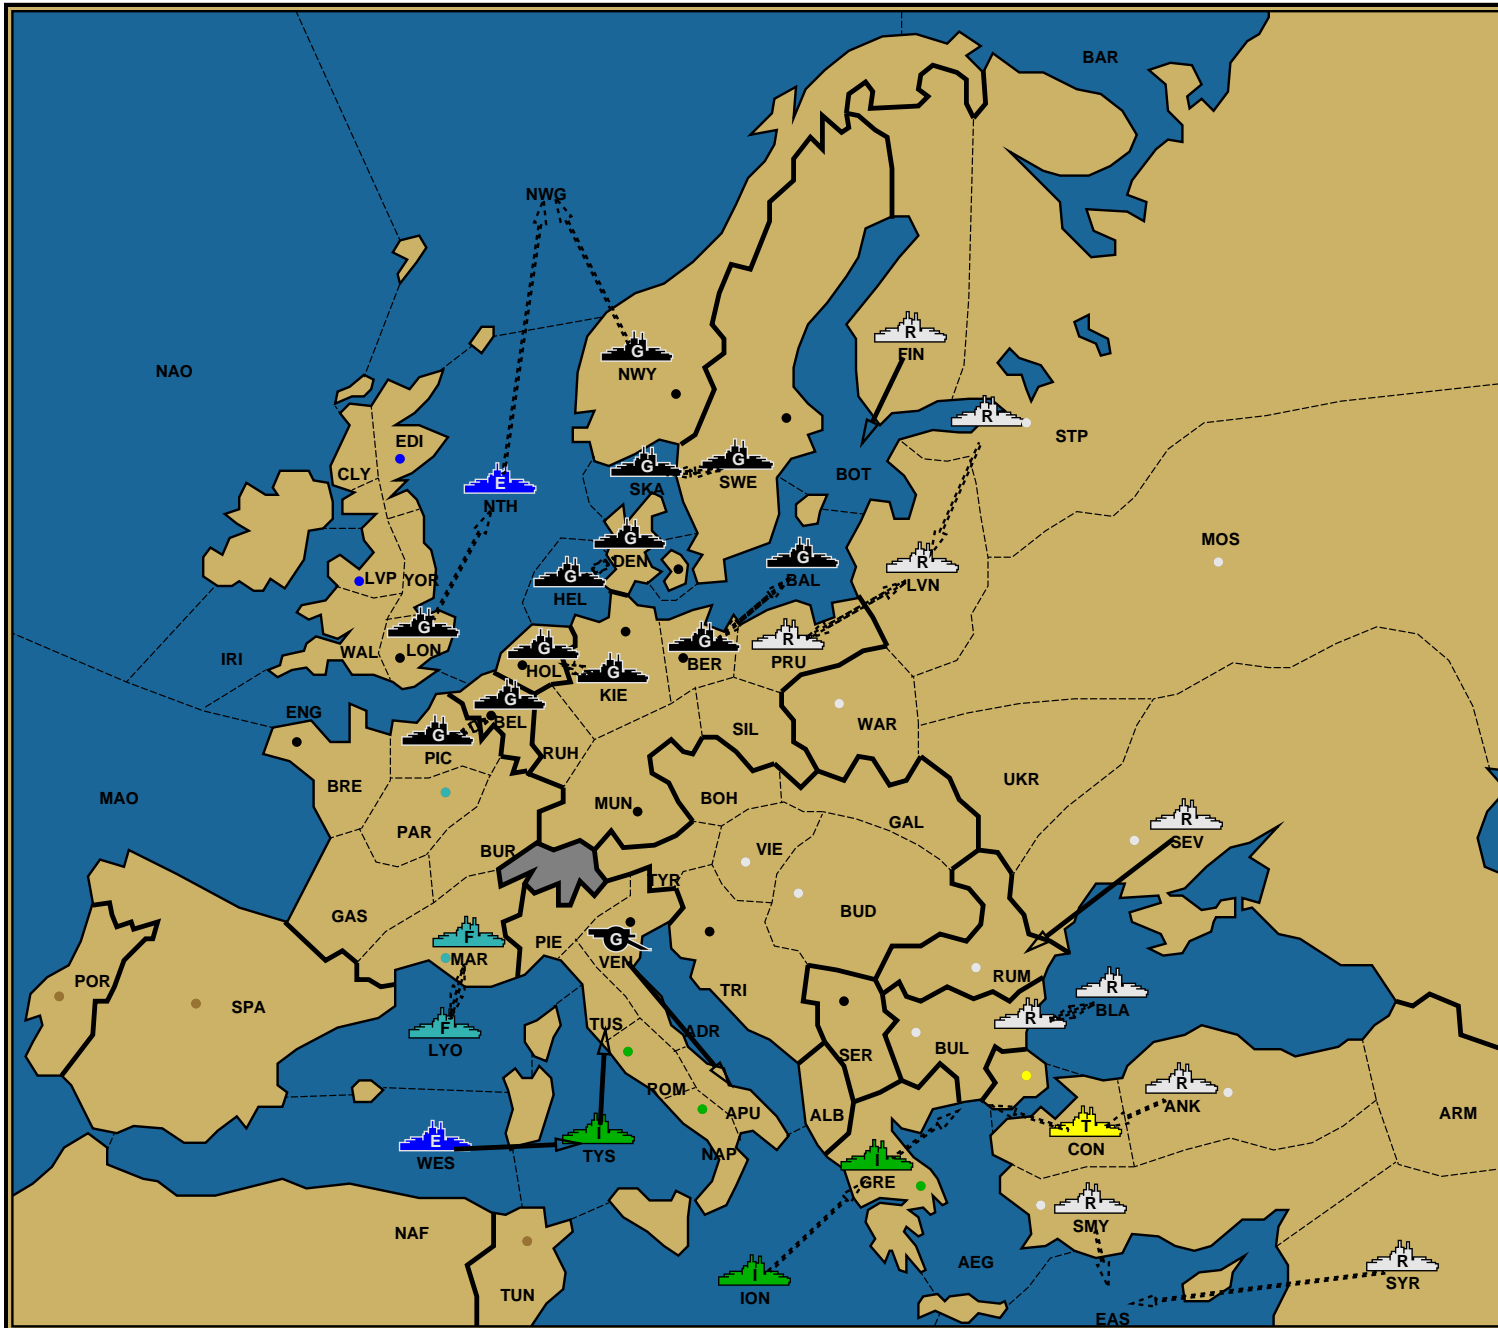 BAR
NWG
R
FIN
G
NWY
NAO
R
STP
EDI
CLY
G
SKA
G
SWE
BOT
E
NTH
MOS
G
DEN
G
BAL
R
LVN
G
HEL
LVP
YOR
G
LON
WAL
IRI
G
HOL
G
KIE
G
BER
R
PRU
G
BEL
ENG
G
PIC
RUH
SIL
WAR
UKR
BRE
MAO
MUN
BOH
PAR
GAL
R
SEV
BUR
VIE
TYR
GAS
BUD
F
MAR
PIE
G
VEN
POR
SPA
TRI
RUM
R
BLA
R
F
LYO
TUS
ADR
SER
BUL
ROM
APU
ALB
R
ANK
ARM
E
WES
I
TYS
NAP
T
CON
I
GRE
R
SMY
NAF
AEG
R
SYR
TUN
I
ION
EAS